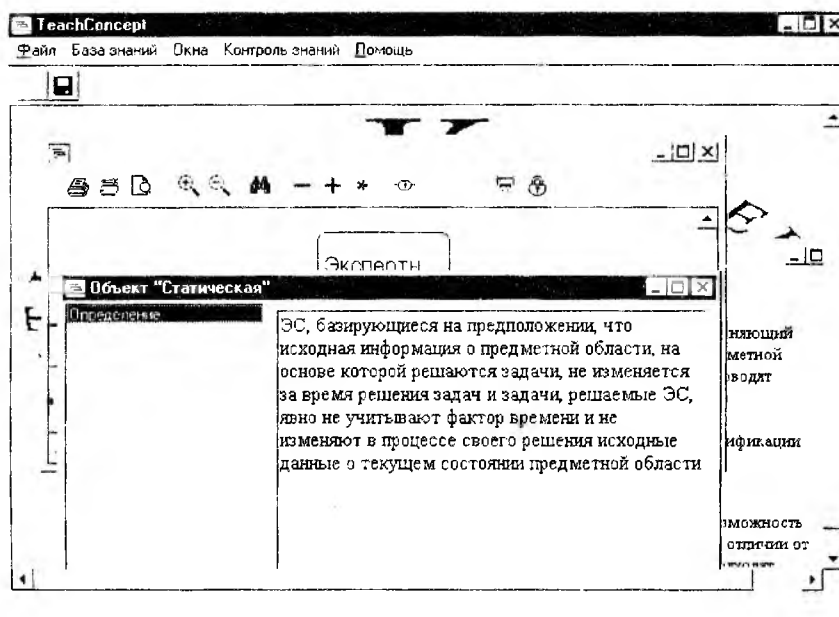 TeachConcept
Файл База знаний Окна Контроль знаний Помощь
Объект "Статическая"
Определение
ЭС, базирующиеся на предположении, что
исходная информация о предметной области, на
основе которой решаются задачи, не изменяется
за время решения задач и задачи, решаемые ЭС,
явно не учитывают фактор времени и не
изменяют в процессе своего решения исходные
данные о текущем состоянии предметной области
няющий
метной
водят
ификации
зможность
отличии от